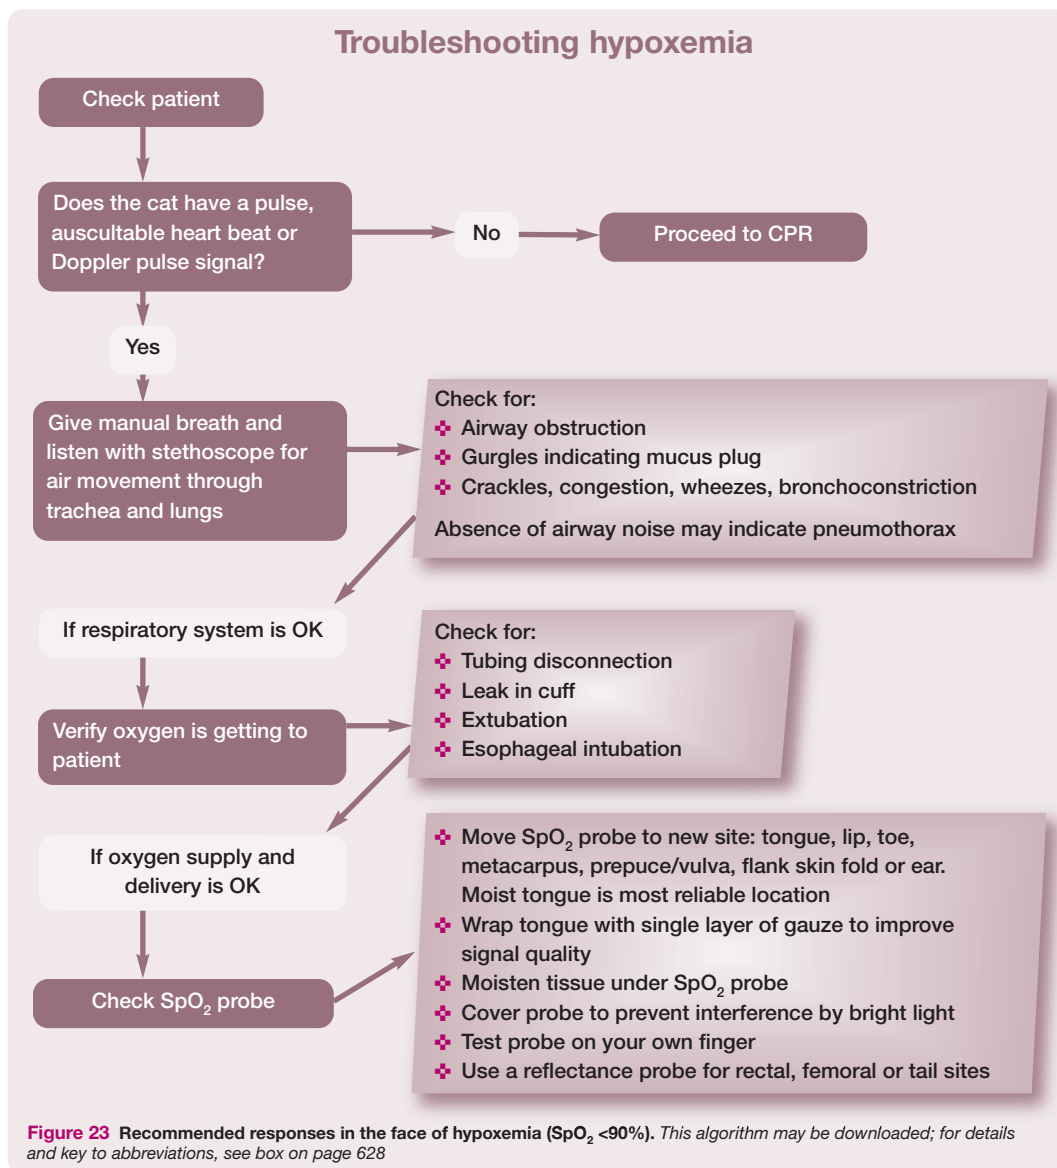 Troubleshooting hypoxemia
Check patient
Does the cat have a pulse,
auscultable heart beat or
Doppler pulse signal?
No
Proceed to CPR
Yes
Give manual breath and
listen with stethoscope for
air movement through
trachea and lungs
Check for:
✤ Airway obstruction
✤ Gurgles indicating mucus plug
✤ Crackles, congestion, wheezes, bronchoconstriction
Absence of airway noise may indicate pneumothorax
If respiratory system is OK
Verify oxygen is getting to
patient
Check for:
✤ Tubing disconnection
✤ Leak in cuff
✤ Extubation
✤ Esophageal intubation
If oxygen supply and
delivery is OK
Check SpO₂ probe
✤ Move SpO₂ probe to new site: tongue, lip, toe,
metacarpus, prepuce/vulva, flank skin fold or ear.
Moist tongue is most reliable location
✤ Wrap tongue with single layer of gauze to improve
signal quality
✤ Moisten tissue under SpO₂ probe
✤ Cover probe to prevent interference by bright light
✤ Test probe on your own finger
✤ Use a reflectance probe for rectal, femoral or tail sites
Figure 23 Recommended responses in the face of hypoxemia (SpO₂ <90%). This algorithm may be downloaded; for details
and key to abbreviations, see box on page 628